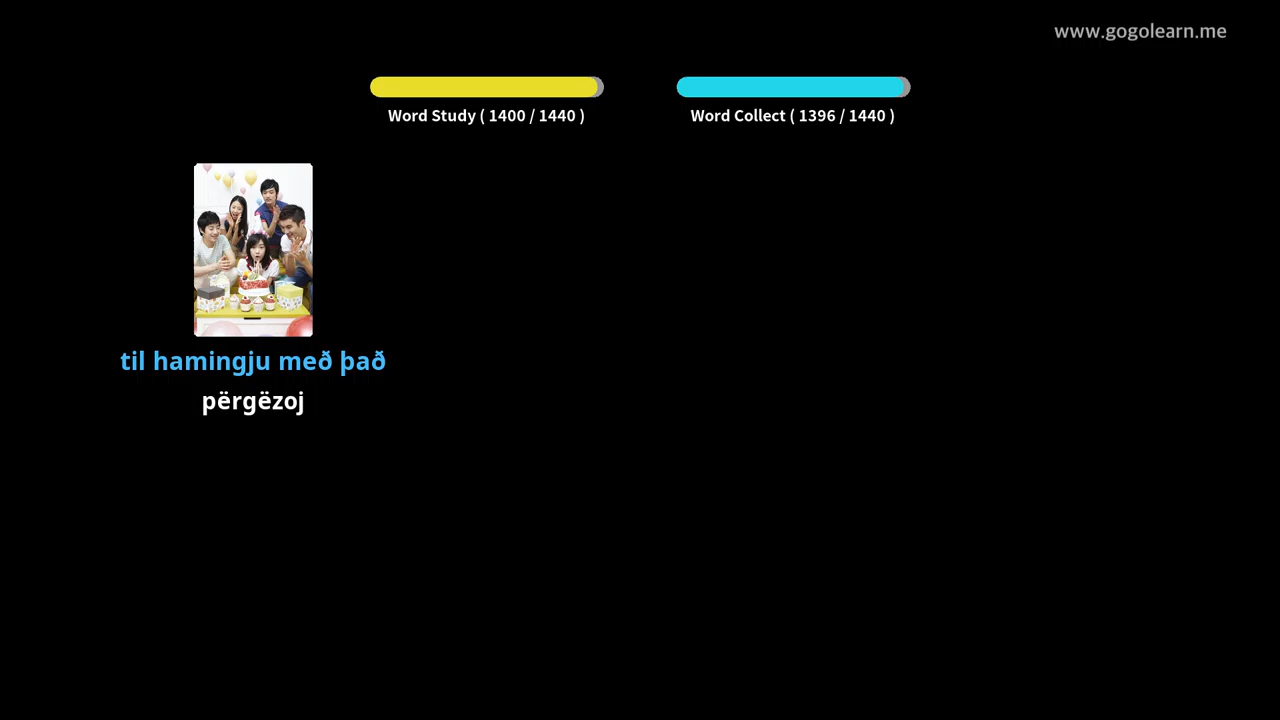 www.gogolearn.me
Word Study ( 1400 / 1440 )
Word Collect ( 1396 / 1440 )
til hamingju með það
përgëzoj